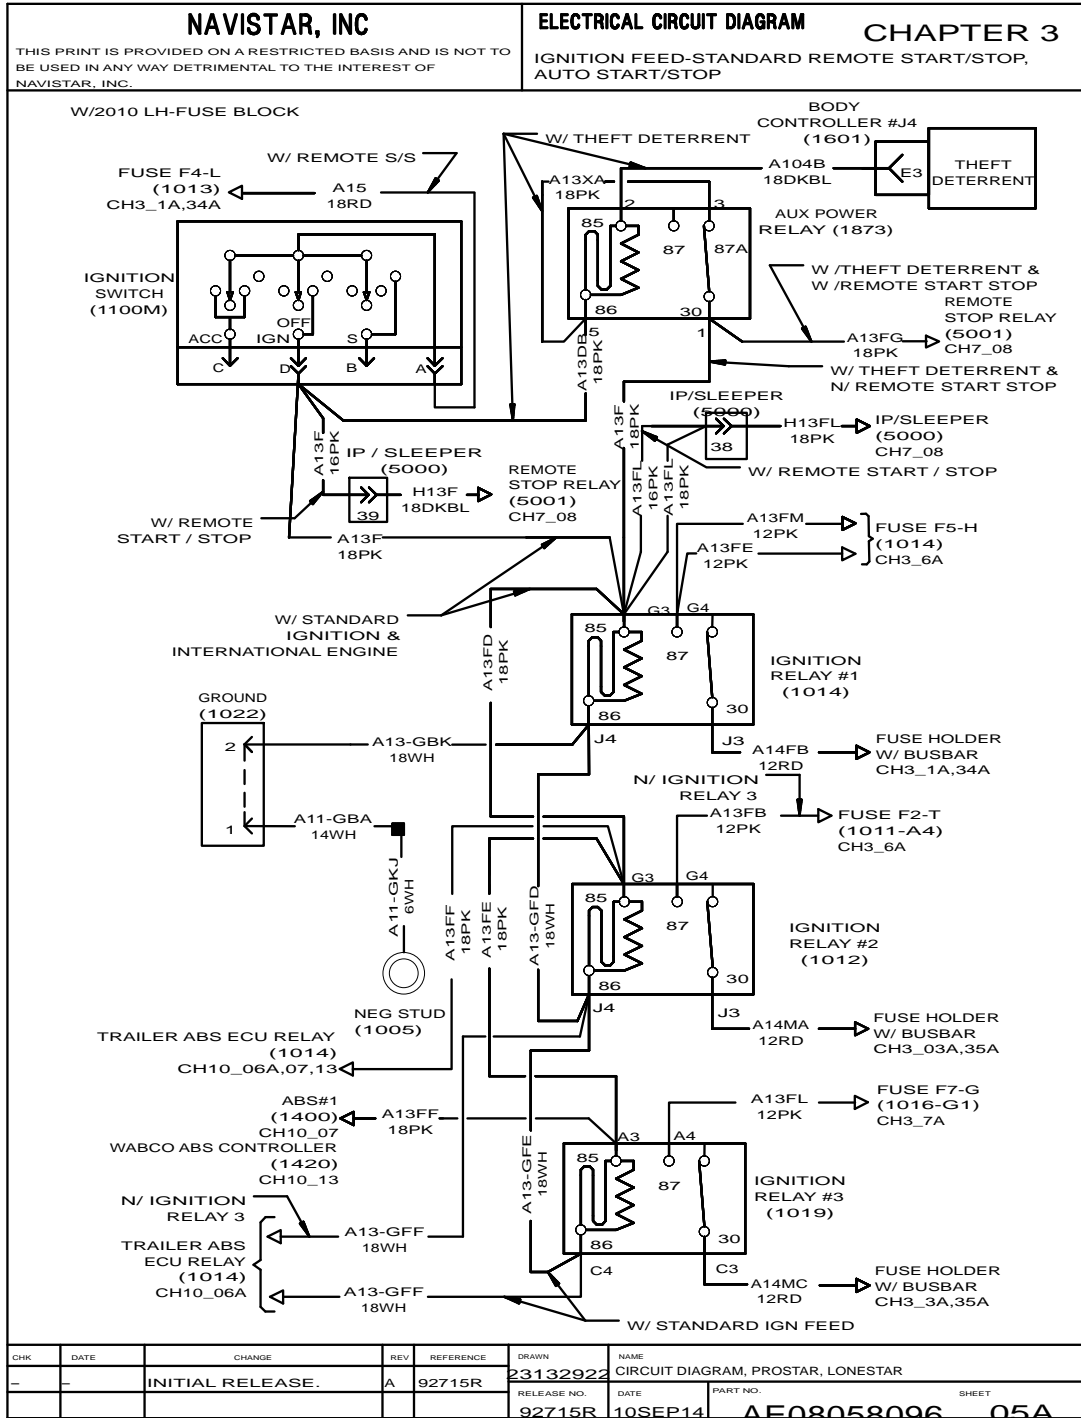 NAVISTAR, INC
THIS PRINT IS PROVIDED ON A RESTRICTED BASIS AND IS NOT TO
BE USED IN ANY WAY DETRIMENTAL TO THE INTEREST OF
NAVISTAR, INC.
ELECTRICAL CIRCUIT DIAGRAM
CHAPTER 3
IGNITION FEED-STANDARD REMOTE START/STOP,
AUTO START/STOP
W/2010 LH-FUSE BLOCK
W/ REMOTE S/S
FUSE F4-L
(1013)
CH3_1A,34A
A15
18RD
W/ THEFT DETERRENT
BODY
CONTROLLER #J4
(1601)
A104B
18DKBL
E3
THEFT
DETERRENT
A13XA
18PK
2
3
85
87
87A
86
30
5
1
AUX POWER
RELAY (1873)
IGNITION
SWITCH
(1100M)
OFF
ACC
IGN
S
C
D
B
A
W /THEFT DETERRENT &
W /REMOTE START STOP
REMOTE
STOP RELAY
(5001)
CH7_08
A13FG
18PK
W/ THEFT DETERRENT &
N/ REMOTE START STOP
A13DB
18PK
A13F
18PK
IP/SLEEPER
(5000)
38
H13FL
18PK
IP/SLEEPER
(5000)
CH7_08
W/ REMOTE START / STOP
A13FL
16PK
A13FL
18PK
A13F
16PK
IP / SLEEPER
(5000)
39
H13F
18DKBL
REMOTE
STOP RELAY
(5001)
CH7_08
W/ REMOTE
START / STOP
A13F
18PK
A13FM
12PK
A13FE
12PK
FUSE F5-H
(1014)
CH3_6A
W/ STANDARD
IGNITION &
INTERNATIONAL ENGINE
A13FD
18PK
G3
G4
85
87
86
30
J4
J3
IGNITION
RELAY #1
(1014)
GROUND
(1022)
2
1
A13-GBK
18WH
A11-GBA
14WH
A11-GKJ
6WH
NEG STUD
(1005)
A14FB
12RD
FUSE HOLDER
W/ BUSBAR
CH3_1A,34A
N/ IGNITION
RELAY 3
A13FB
12PK
FUSE F2-T
(1011-A4)
CH3_6A
A13FF
18PK
A13FE
18PK
A13-GFD
18WH
G3
G4
85
87
86
30
J4
J3
IGNITION
RELAY #2
(1012)
A14MA
12RD
FUSE HOLDER
W/ BUSBAR
CH3_03A,35A
TRAILER ABS ECU RELAY
(1014)
CH10_06A,07,13
ABS#1
(1400)
CH10_07
WABCO ABS CONTROLLER
(1420)
CH10_13
A13FF
18PK
A13-GFE
18WH
A13FL
12PK
FUSE F7-G
(1016-G1)
CH3_7A
A3
A4
85
87
86
30
C4
C3
IGNITION
RELAY #3
(1019)
N/ IGNITION
RELAY 3
A13-GFF
18WH
TRAILER ABS
ECU RELAY
(1014)
CH10_06A
A13-GFF
18WH
A14MC
12RD
FUSE HOLDER
W/ BUSBAR
CH3_3A,35A
W/ STANDARD IGN FEED
CHK
DATE
CHANGE
REV
REFERENCE
DRAWN
23132922
NAME
CIRCUIT DIAGRAM, PROSTAR, LONESTAR
–
–
INITIAL RELEASE.
A
92715R
RELEASE NO.
92715R
DATE
10SEP14
PART NO.
AE08058096
SHEET
05A